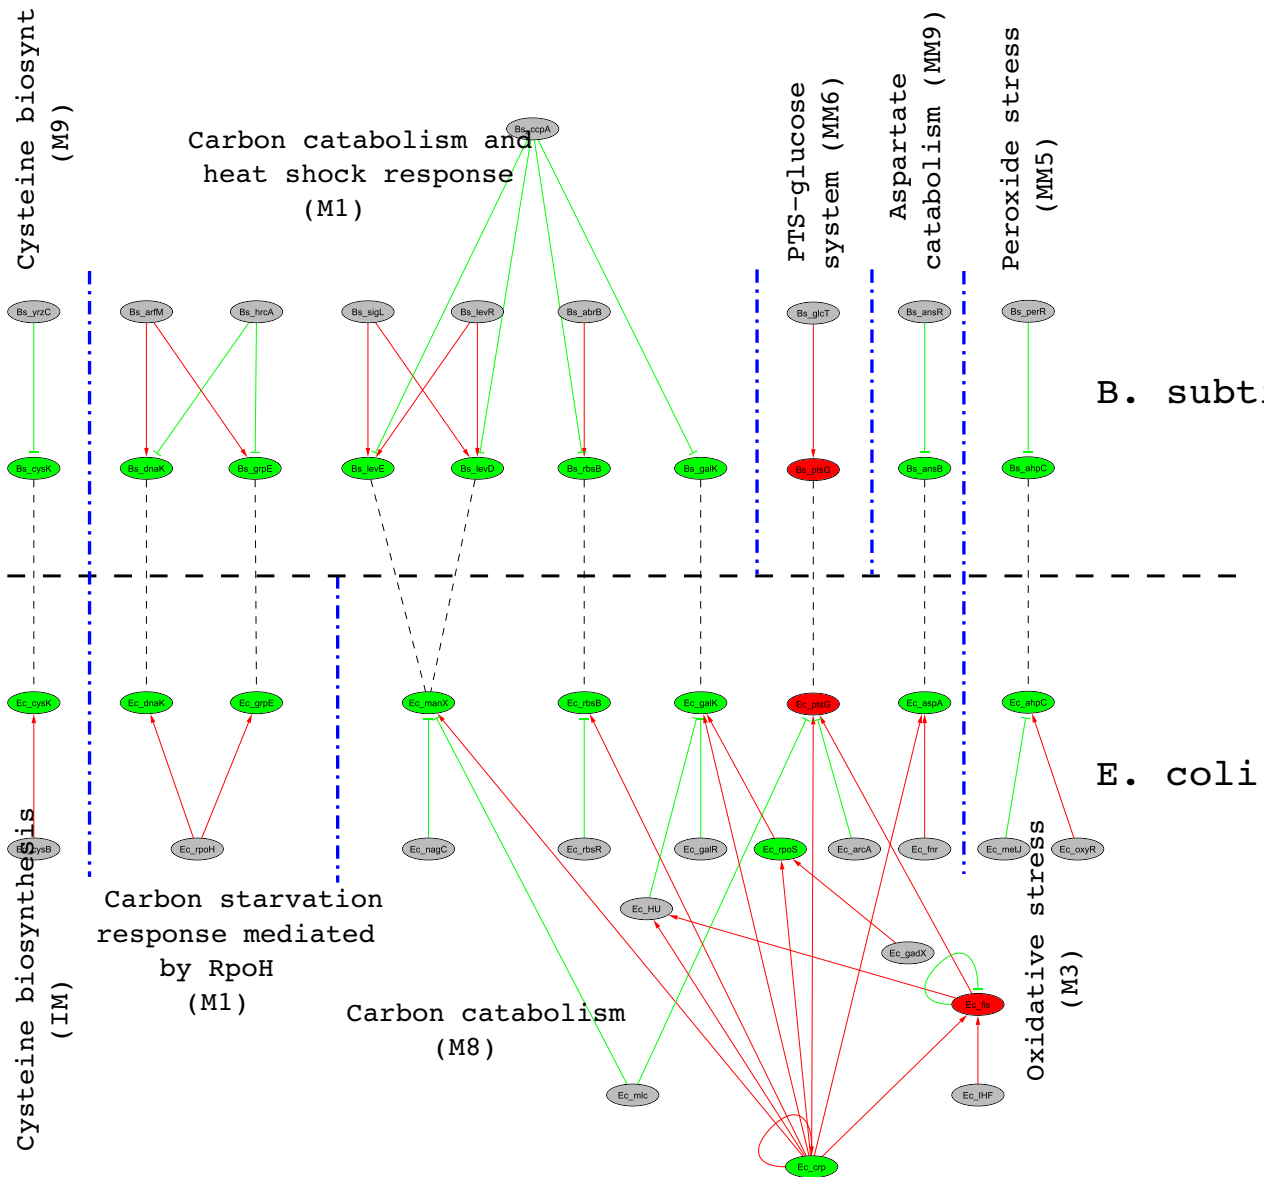 Cysteine biosynt
(M9)
Carbon catabolism and
heat shock response
(M1)
PTS-glucose
system (MM6)
Aspartate
catabolism (MM9)
Peroxide stress
(MM5)
Bs_ccpA
Bs_yrzC
Bs_arfM
Bs_hrcA
Bs_sigL
Bs_levR
Bs_abrB
Bs_glcT
Bs_ansR
Bs_perR
B. subti
Bs_cysK
Bs_dnaK
Bs_grpE
Bs_levE
Bs_levD
Bs_rbsB
Bs_galK
Bs_ptsG
Bs_ansB
Bs_ahpC
Ec_cysK
Ec_dnaK
Ec_grpE
Ec_manX
Ec_rbsB
Ec_galK
Ec_ptsG
Ec_aspA
Ec_ahpC
E. coli
Ec_cysB
Ec_rpoH
Ec_nagC
Ec_rbsR
Ec_galR
Ec_rpoS
Ec_arcA
Ec_fnr
Ec_metJ
Ec_oxyR
Ec_HU
Ec_gadX
Ec_fis
Ec_mlc
Ec_IHF
Ec_crp
Cysteine biosynthesis
(IM)
Carbon starvation
response mediated
by RpoH
(M1)
Carbon catabolism
(M8)
Oxidative stress
(M3)